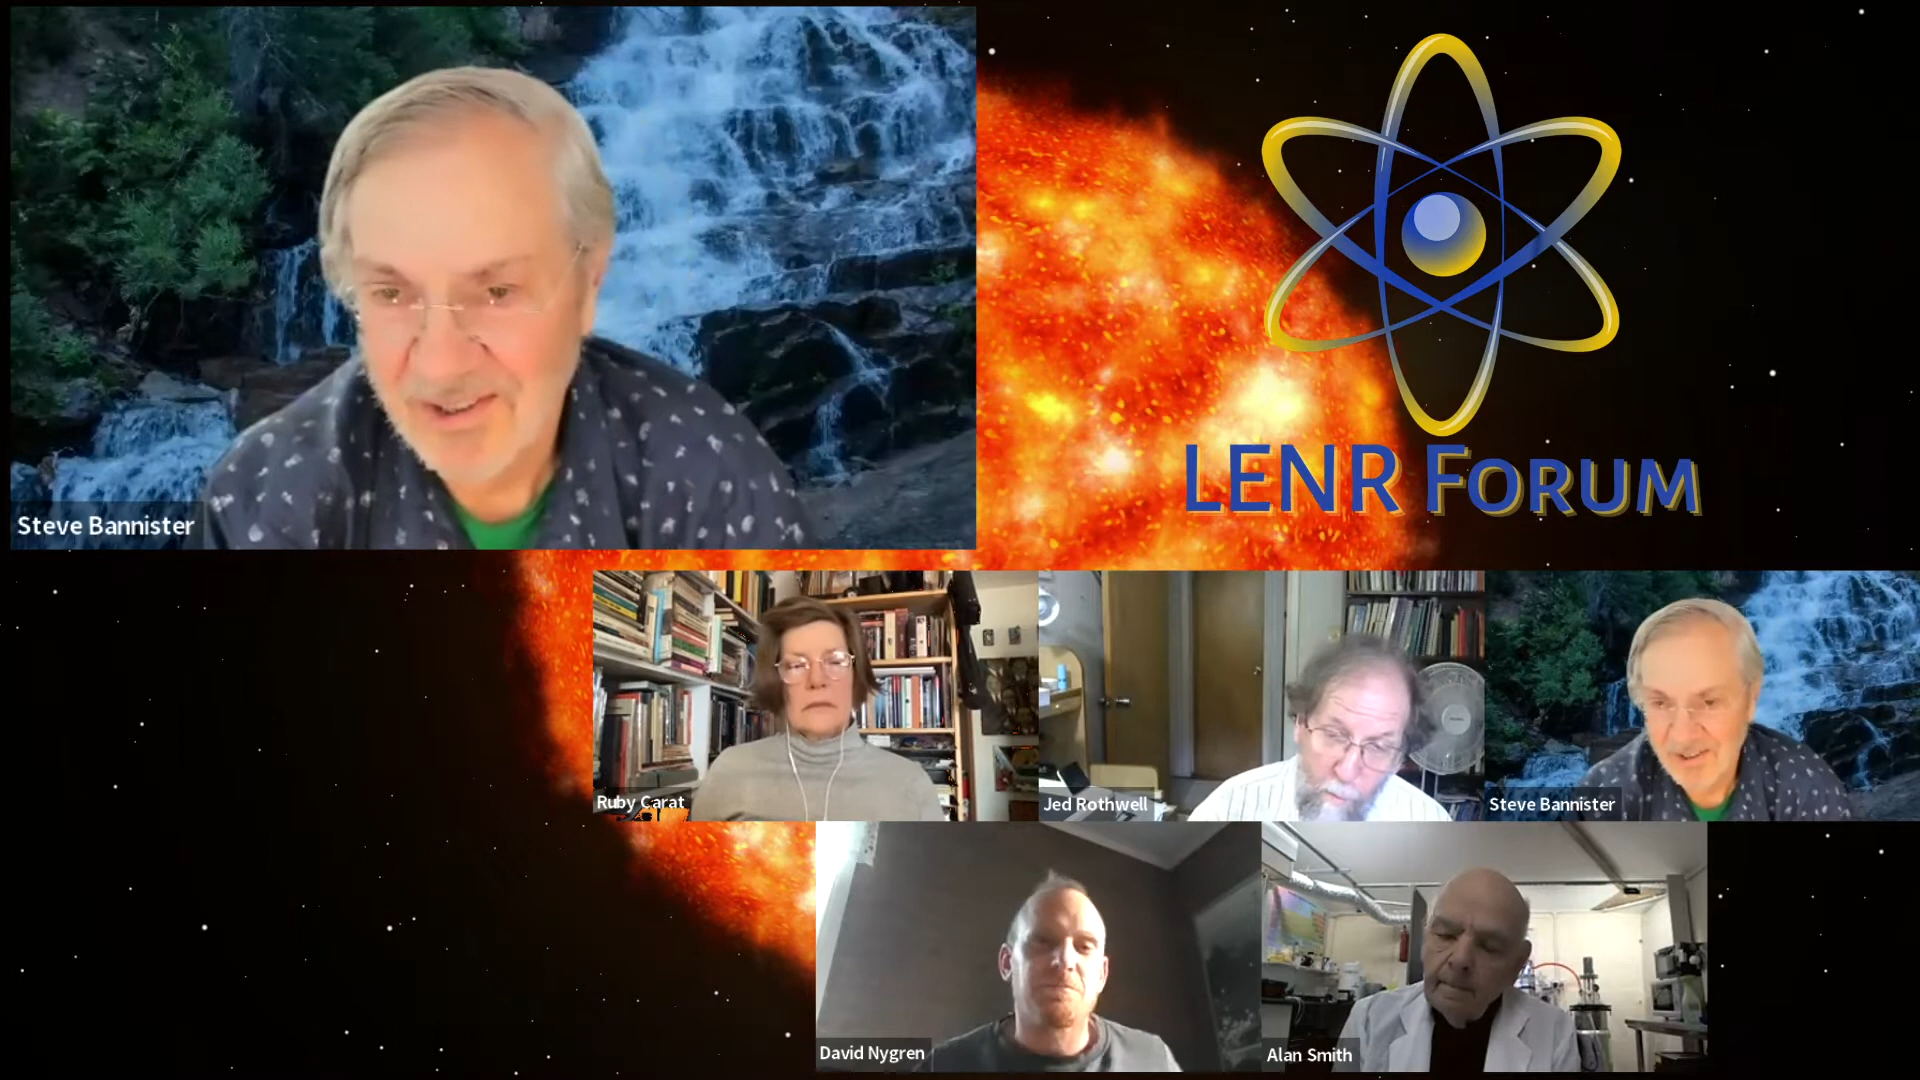 Steve Bannister
LENR FORUM
Ruby Carat
Jed Rothwell
Steve Bannister
David Nygren
Alan Smith